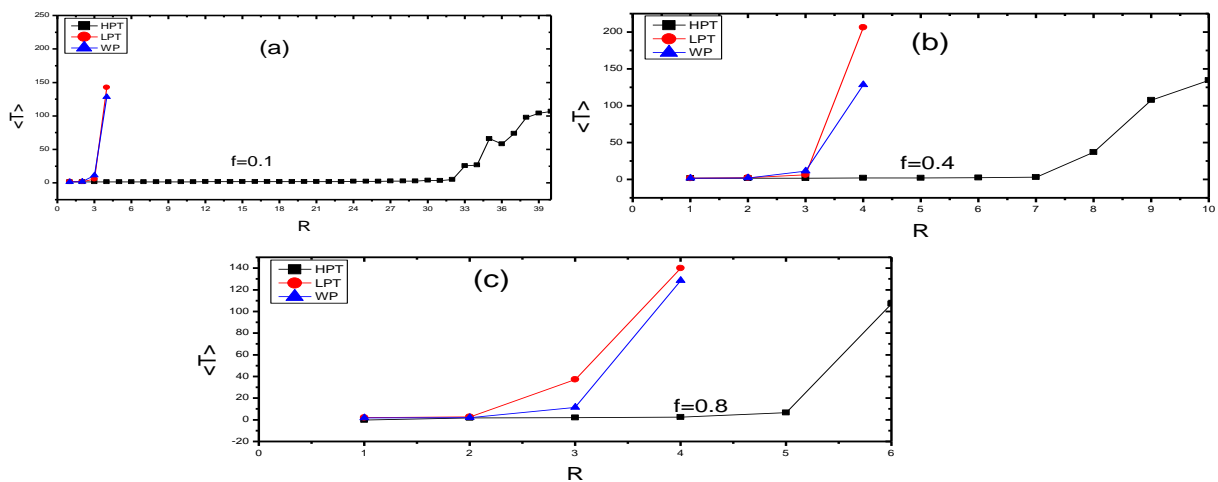 HPT
LPT
WP
(a)
250
200
150
100
50
0
<T>
f=0.1
0 3 6 9 12 15 18 21 24 27 30 33 36 39
R
HPT
LPT
WP
(b)
200
150
100
50
0
<T>
f=0.4
0 1 2 3 4 5 6 7 8 9 10
R
HPT
LPT
WP
(c)
140
120
100
80
60
40
20
0
-20
<T>
f=0.8
0 1 2 3 4 5 6
R